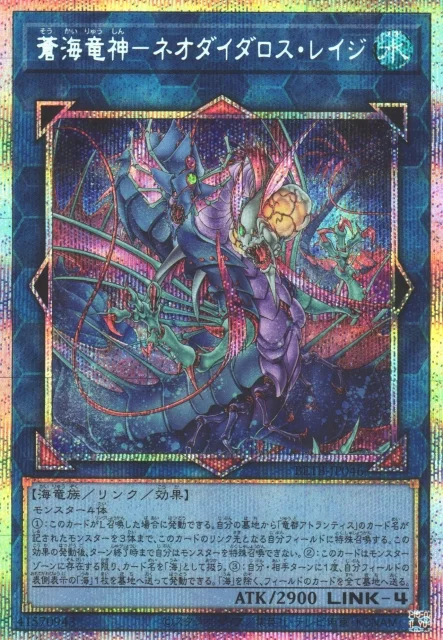 蒼海竜神-ネオダイダロス・レイジ
水
【海竜族/リンク/効果】
モンスター4体
①:このカードがL召喚した場合に発動できる。自分の墓地から「竜都アトランティス」のカード名が
記されたモンスターを3体まで、このカードのリンク先となる自分フィールドに特殊召喚する。この
効果の発動後、ターン終了時まで自分はモンスターを特殊召喚できない。②:このカードはモンスター
ゾーンに存在する限り、カード名を「海」として扱う。③:自分・相手ターンに1度、自分フィールドの
表側表示の「海」1枚を墓地へ送って発動できる。「海」を除く、フィールドのカードを全て墓地へ送る。
ATK/2900 LINK-4